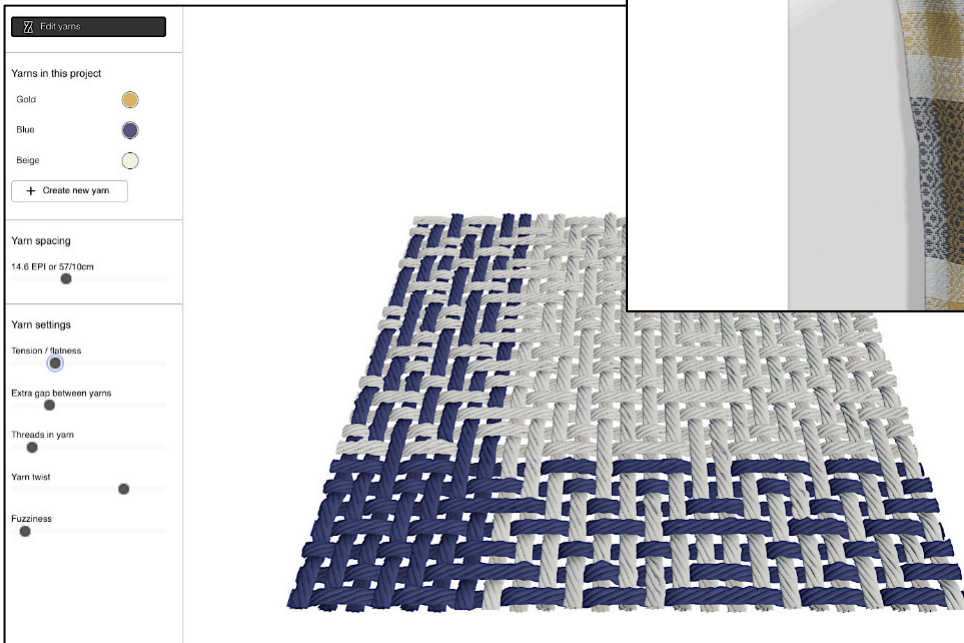 Edit yarns
Yarns in this project
Gold
Blue
Beige
+ Create new yarn
Yarn spacing
14.6 EPI or 57/10cm
Yarn settings
Tension / flatness
Extra gap between yarns
Threads in yarn
Yarn twist
Fuzziness